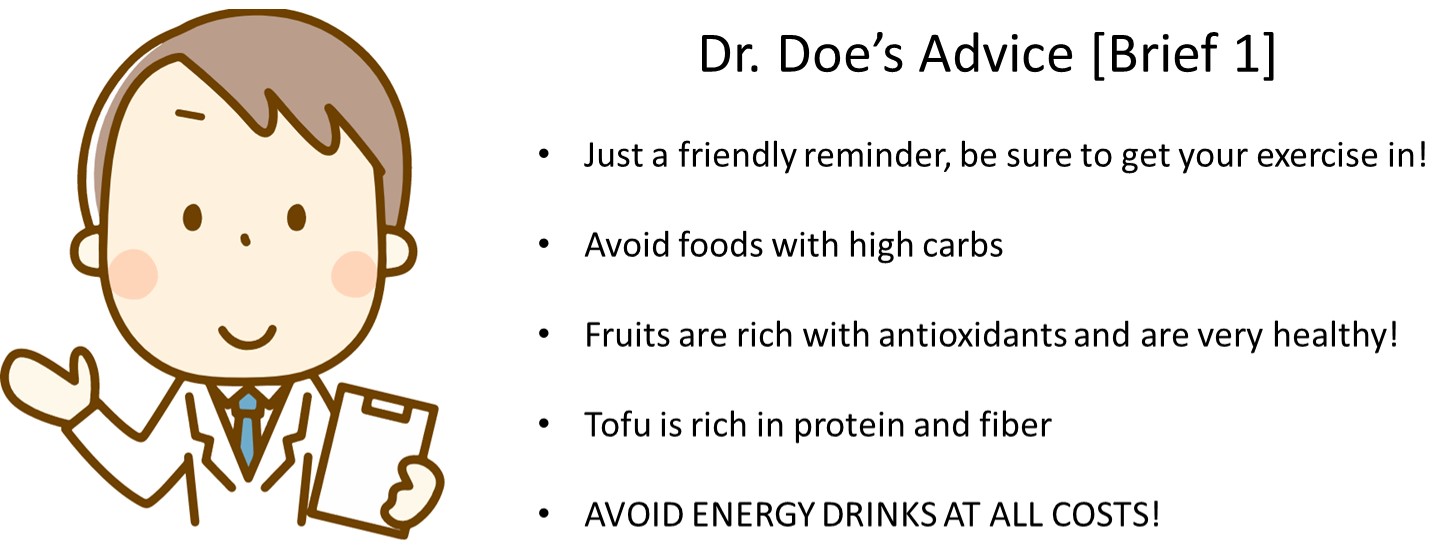 Dr. Doe’s Advice [Brief 1]
• Just a friendly reminder, be sure to get your exercise in!
• Avoid foods with high carbs
• Fruits are rich with antioxidants and are very healthy!
• Tofu is rich in protein and fiber
• AVOID ENERGY DRINKS AT ALL COSTS!